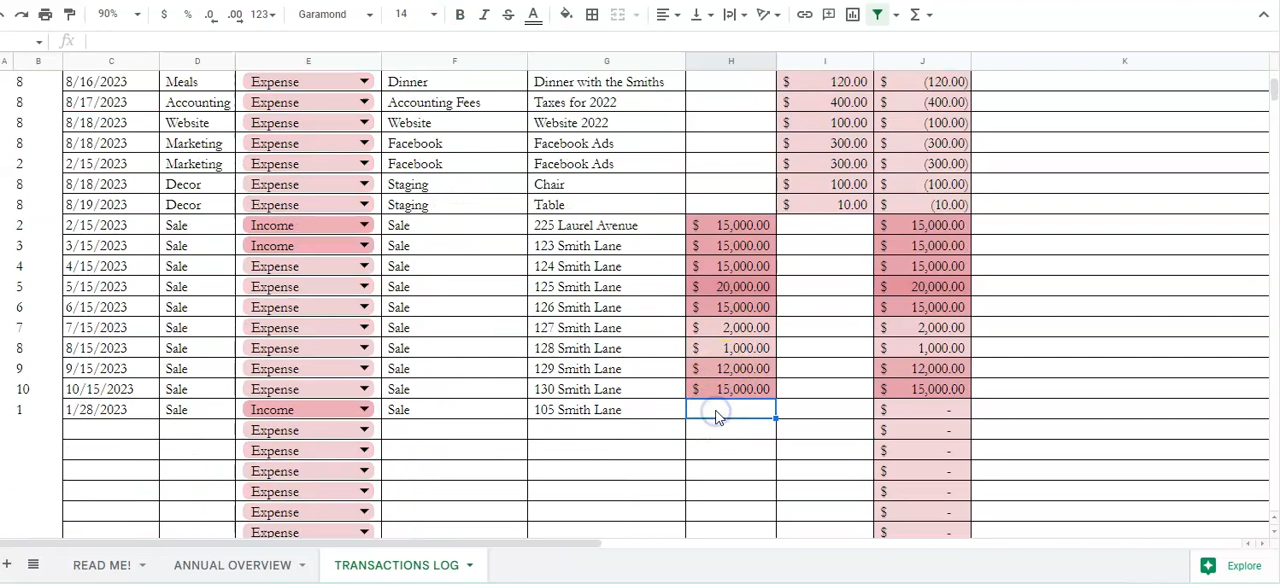 90% $ % .0 .00 123 Garamond 14 B I S A Σ
fx
A B C D E F G H I J K
8 8/16/2023 Meals Expense Dinner Dinner with the Smiths $ 120.00 $ (120.00)
8 8/17/2023 Accounting Expense Accounting Fees Taxes for 2022 $ 400.00 $ (400.00)
8 8/18/2023 Website Expense Website Website 2022 $ 100.00 $ (100.00)
8 8/18/2023 Marketing Expense Facebook Facebook Ads $ 300.00 $ (300.00)
2 2/15/2023 Marketing Expense Facebook Facebook Ads $ 300.00 $ (300.00)
8 8/18/2023 Decor Expense Staging Chair $ 100.00 $ (100.00)
8 8/19/2023 Decor Expense Staging Table $ 10.00 $ (10.00)
2 2/15/2023 Sale Income Sale 225 Laurel Avenue $ 15,000.00 $ 15,000.00
3 3/15/2023 Sale Income Sale 123 Smith Lane $ 15,000.00 $ 15,000.00
4 4/15/2023 Sale Expense Sale 124 Smith Lane $ 15,000.00 $ 15,000.00
5 5/15/2023 Sale Expense Sale 125 Smith Lane $ 20,000.00 $ 20,000.00
6 6/15/2023 Sale Expense Sale 126 Smith Lane $ 15,000.00 $ 15,000.00
7 7/15/2023 Sale Expense Sale 127 Smith Lane $ 2,000.00 $ 2,000.00
8 8/15/2023 Sale Expense Sale 128 Smith Lane $ 1,000.00 $ 1,000.00
9 9/15/2023 Sale Expense Sale 129 Smith Lane $ 12,000.00 $ 12,000.00
10 10/15/2023 Sale Expense Sale 130 Smith Lane $ 15,000.00 $ 15,000.00
1 1/28/2023 Sale Income Sale 105 Smith Lane $ -
Expense $ -
Expense $ -
Expense $ -
Expense $ -
Expense $ -
Expense $ -
+ READ ME! ANNUAL OVERVIEW TRANSACTIONS LOG Explore